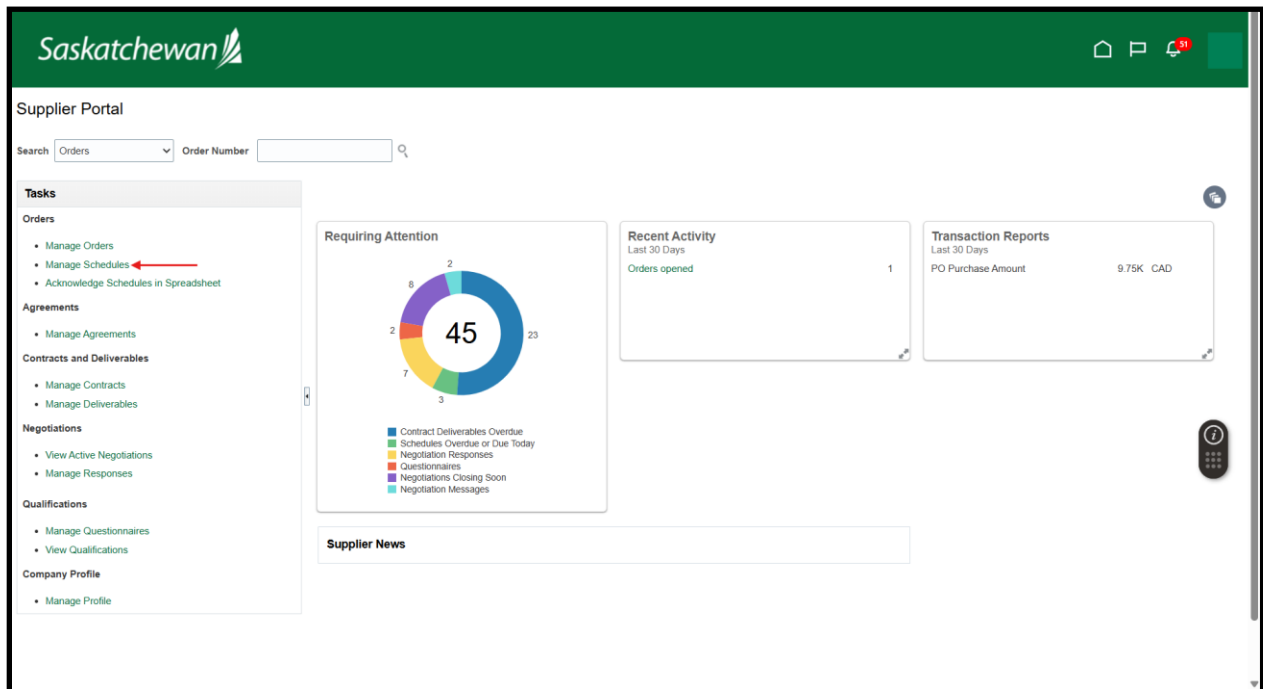 Saskatchewan
51
Supplier Portal
Search Orders Order Number
Tasks
Orders
Manage Orders
Manage Schedules
Acknowledge Schedules in Spreadsheet
Agreements
Manage Agreements
Contracts and Deliverables
Manage Contracts
Manage Deliverables
Negotiations
View Active Negotiations
Manage Responses
Qualifications
Manage Questionnaires
View Qualifications
Company Profile
Manage Profile
Requiring Attention
2
8
2
45
23
7
3
Contract Deliverables Overdue
Schedules Overdue or Due Today
Negotiation Responses
Questionnaires
Negotiations Closing Soon
Negotiation Messages
Recent Activity
Last 30 Days
Orders opened 1
Transaction Reports
Last 30 Days
PO Purchase Amount 9.75K CAD
i
Supplier News